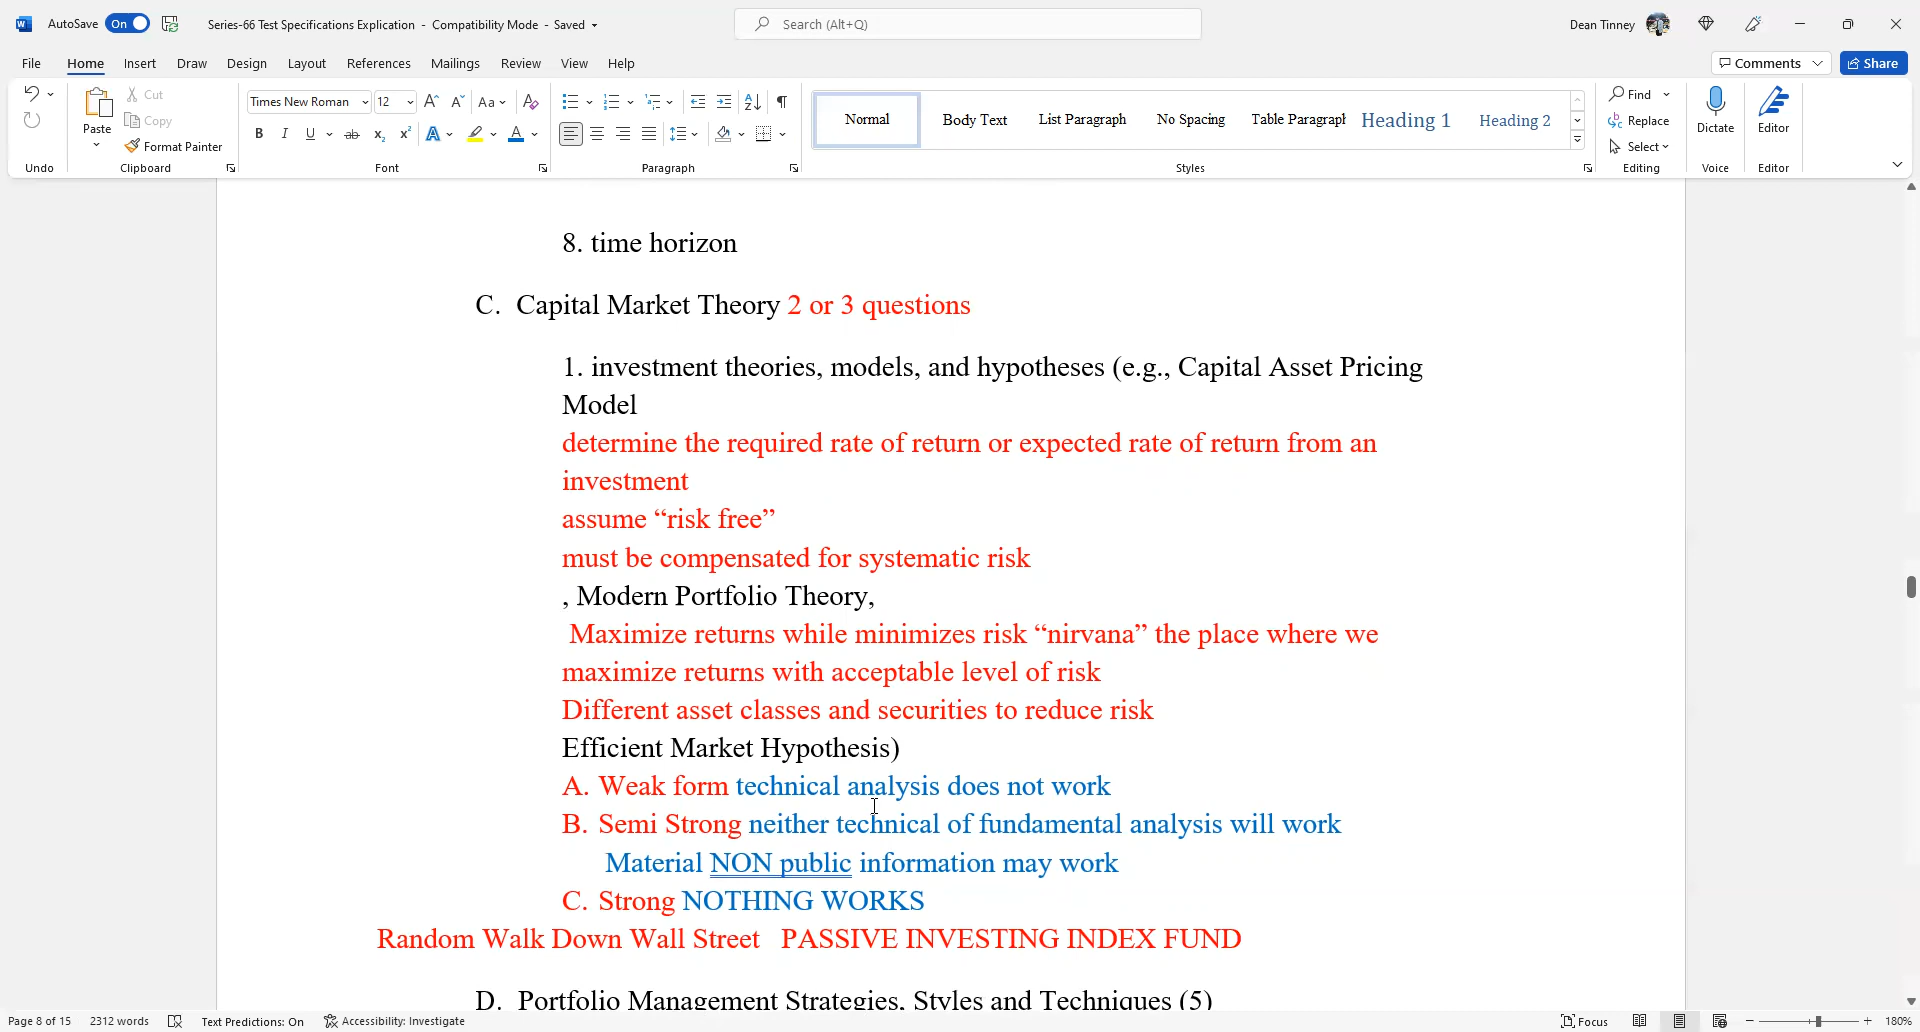 AutoSave On Series-66 Test Specifications Explication - Compatibility Mode - Saved Search (Alt+Q) Dean Tinney
File Home Insert Draw Design Layout References Mailings Review View Help Comments Share
Paste Cut Copy Format Painter
Times New Roman 12 Aa
B I U ab x2 x2 A A
Normal Body Text List Paragraph No Spacing Table Paragraph Heading 1 Heading 2
Find Replace Select Dictate Editor
Undo Clipboard Font Paragraph Styles Editing Voice Editor
8. time horizon
C. Capital Market Theory 2 or 3 questions
1. investment theories, models, and hypotheses (e.g., Capital Asset Pricing
Model
determine the required rate of return or expected rate of return from an
investment
assume “risk free”
must be compensated for systematic risk
, Modern Portfolio Theory,
Maximize returns while minimizes risk “nirvana” the place where we
maximize returns with acceptable level of risk
Different asset classes and securities to reduce risk
Efficient Market Hypothesis)
A. Weak form technical analysis does not work
B. Semi Strong neither technical of fundamental analysis will work
Material NON public information may work
C. Strong NOTHING WORKS
Random Walk Down Wall Street PASSIVE INVESTING INDEX FUND
D. Portfolio Management Strategies, Styles and Techniques (5)
Page 8 of 15 2312 words Text Predictions: On Accessibility: Investigate Focus 180%